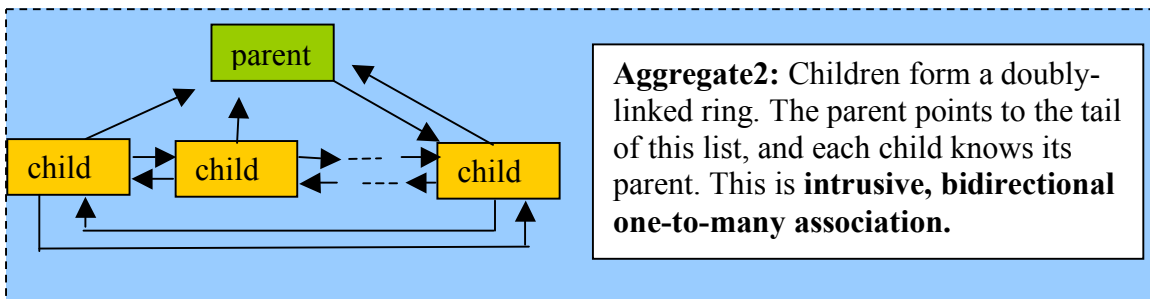 parent
child
child
child
Aggregate2: Children form a doubly-
linked ring. The parent points to the tail
of this list, and each child knows its
parent. This is intrusive, bidirectional
one-to-many association.